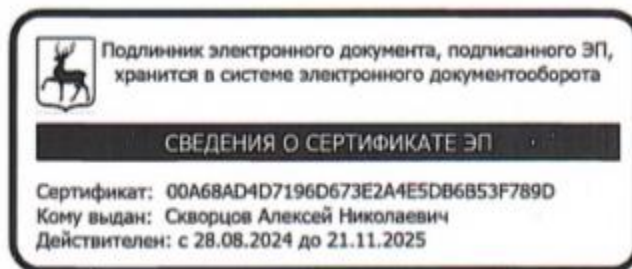 Подлинник электронного документа, подписанного ЭП,
хранится в системе электронного документооборота
СВЕДЕНИЯ О СЕРТИФИКАТЕ ЭП
Сертификат: 00A68AD4D7196D673E2A4E5DB6B53F789D
Кому выдан: Скворцов Алексей Николаевич
Действителен: с 28.08.2024 до 21.11.2025